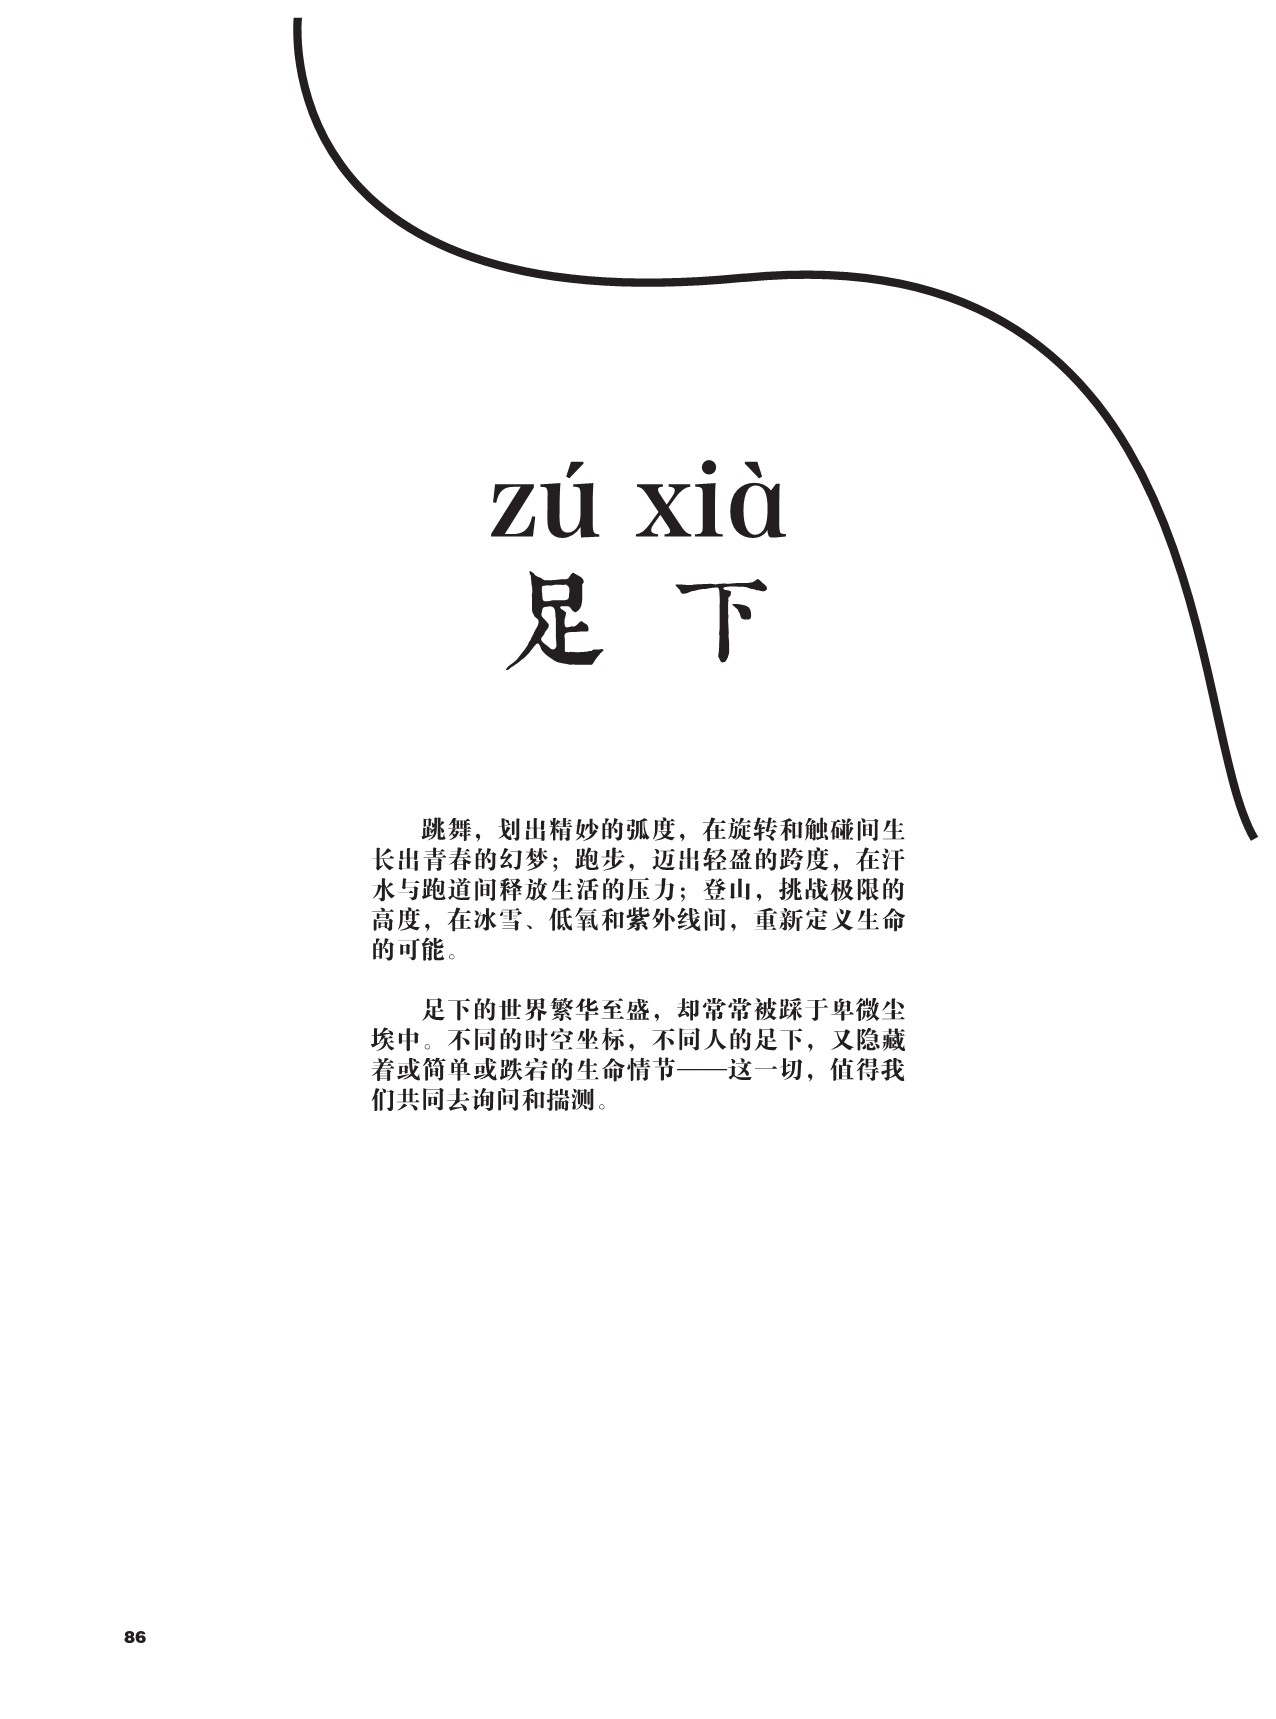 zú xià
足 下
跳舞，划出精妙的弧度，在旋转和触碰间生
长出青春的幻梦；跑步，迈出轻盈的跨度，在汗
水与跑道间释放生活的压力；登山，挑战极限的
高度，在冰雪、低氧和紫外线间，重新定义生命
的可能。
足下的世界繁华至盛，却常常被踩于卑微尘
埃中。不同的时空坐标，不同人的足下，又隐藏
着或简单或跌宕的生命情节——这一切，值得我
们共同去询问和揣测。
86